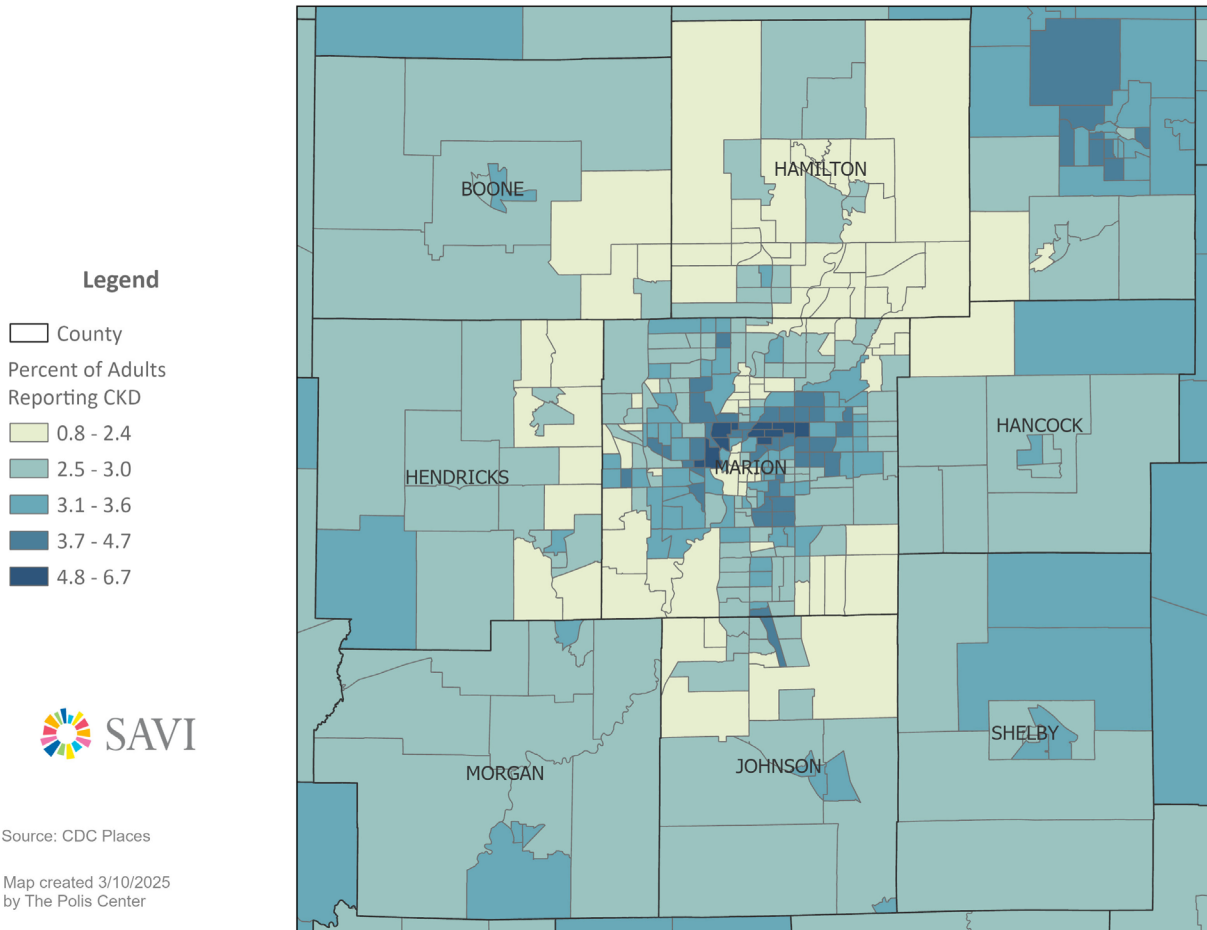 Legend
County
Percent of Adults
Reporting CKD
0.8 - 2.4
2.5 - 3.0
3.1 - 3.6
3.7 - 4.7
4.8 - 6.7
SAVI
Source: CDC Places
Map created 3/10/2025
by The Polis Center
BOONE
HAMILTON
HENDRICKS
MARION
HANCOCK
MORGAN
JOHNSON
SHELBY